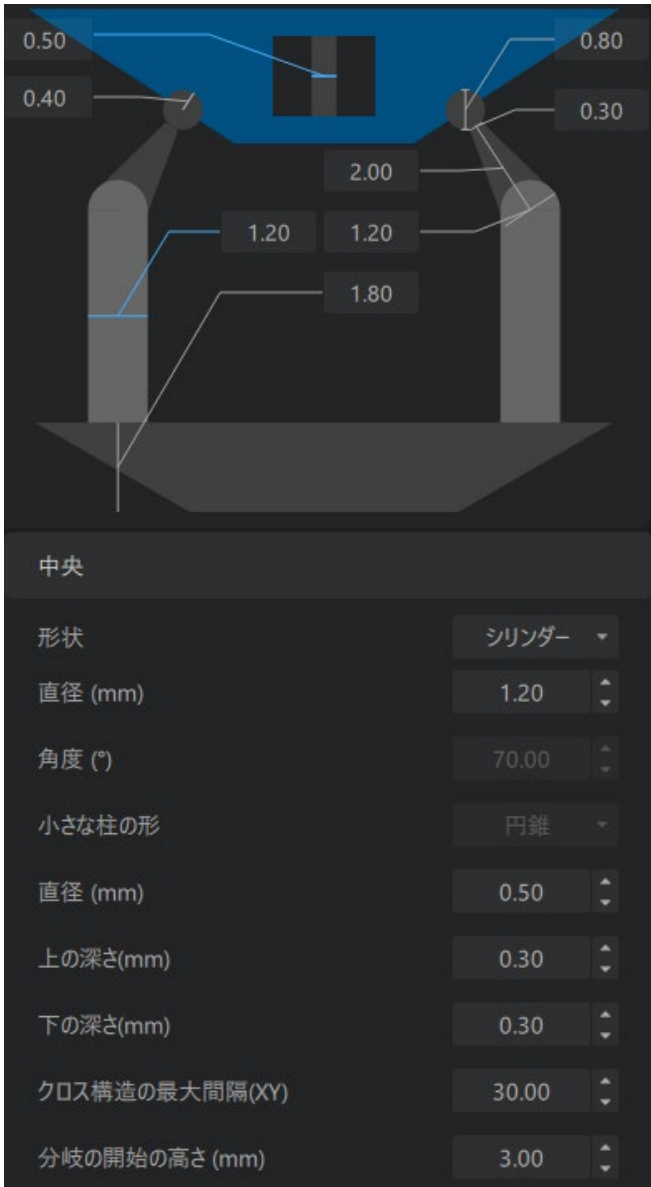 0.50
0.80
0.40
0.30
2.00
1.20
1.20
1.80
中央
形状
シリンダー
直径 (mm)
1.20
角度 (°)
70.00
小さな柱の形
円錐
直径 (mm)
0.50
上の深さ(mm)
0.30
下の深さ(mm)
0.30
クロス構造の最大間隔(XY)
30.00
分岐の開始の高さ (mm)
3.00